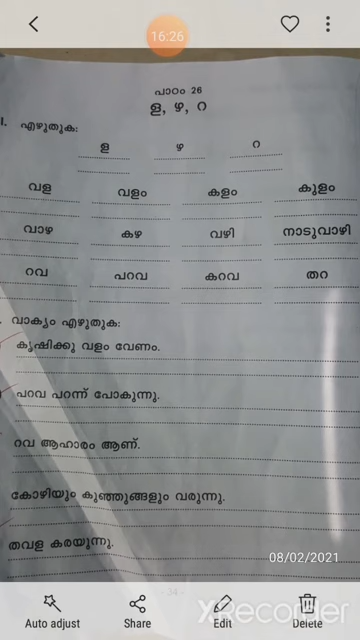 16:26
പാഠം 26
ള, ഴ, റ
I. എഴുതുക:
ള ഴ റ
വള വളം കളം കുളം
വാഴ കഴ വഴി നാടുവാഴി
റവ പറവ കറവ തറ
വാക്യം എഴുതുക:
കൃഷിക്കു വളം വേണം.
പറവ പറന്ന് പോകുന്നു.
റവ ആഹാരം ആണ്.
കോഴിയും കുഞ്ഞുങ്ങളും വരുന്നു.
തവള കരയുന്നു.
08/02/2021
- 34 -
XRecorder
Auto adjust Share Edit Delete